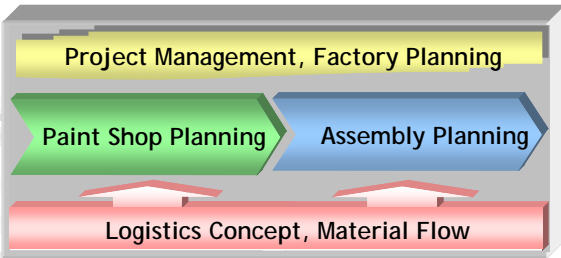 Project Management, Factory Planning
Paint Shop Planning
Assembly Planning
Logistics Concept, Material Flow